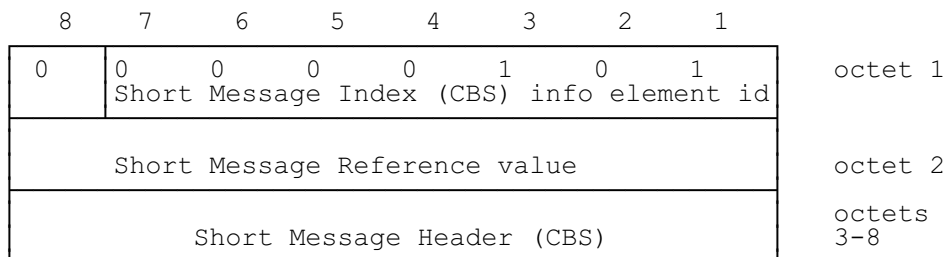 8 7 6 5 4 3 2 1
0 0 0 0 0 1 0 1 octet 1
Short Message Index (CBS) info element id
Short Message Reference value octet 2
octets
Short Message Header (CBS) 3-8